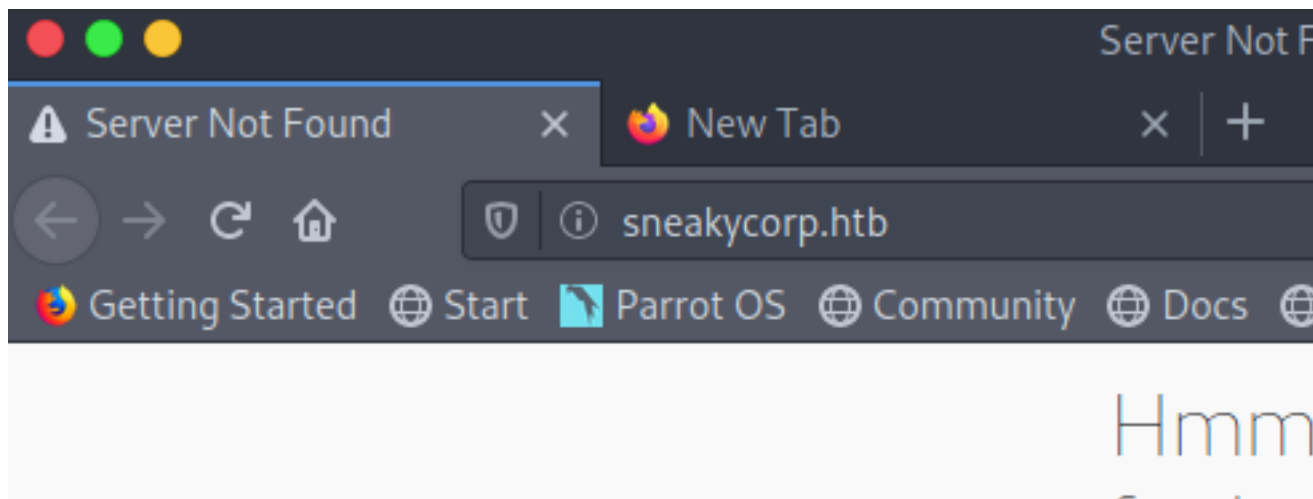 Server Not
Server Not Found New Tab
sneakycorp.htb
Getting Started Start Parrot OS Community Docs
Hmm